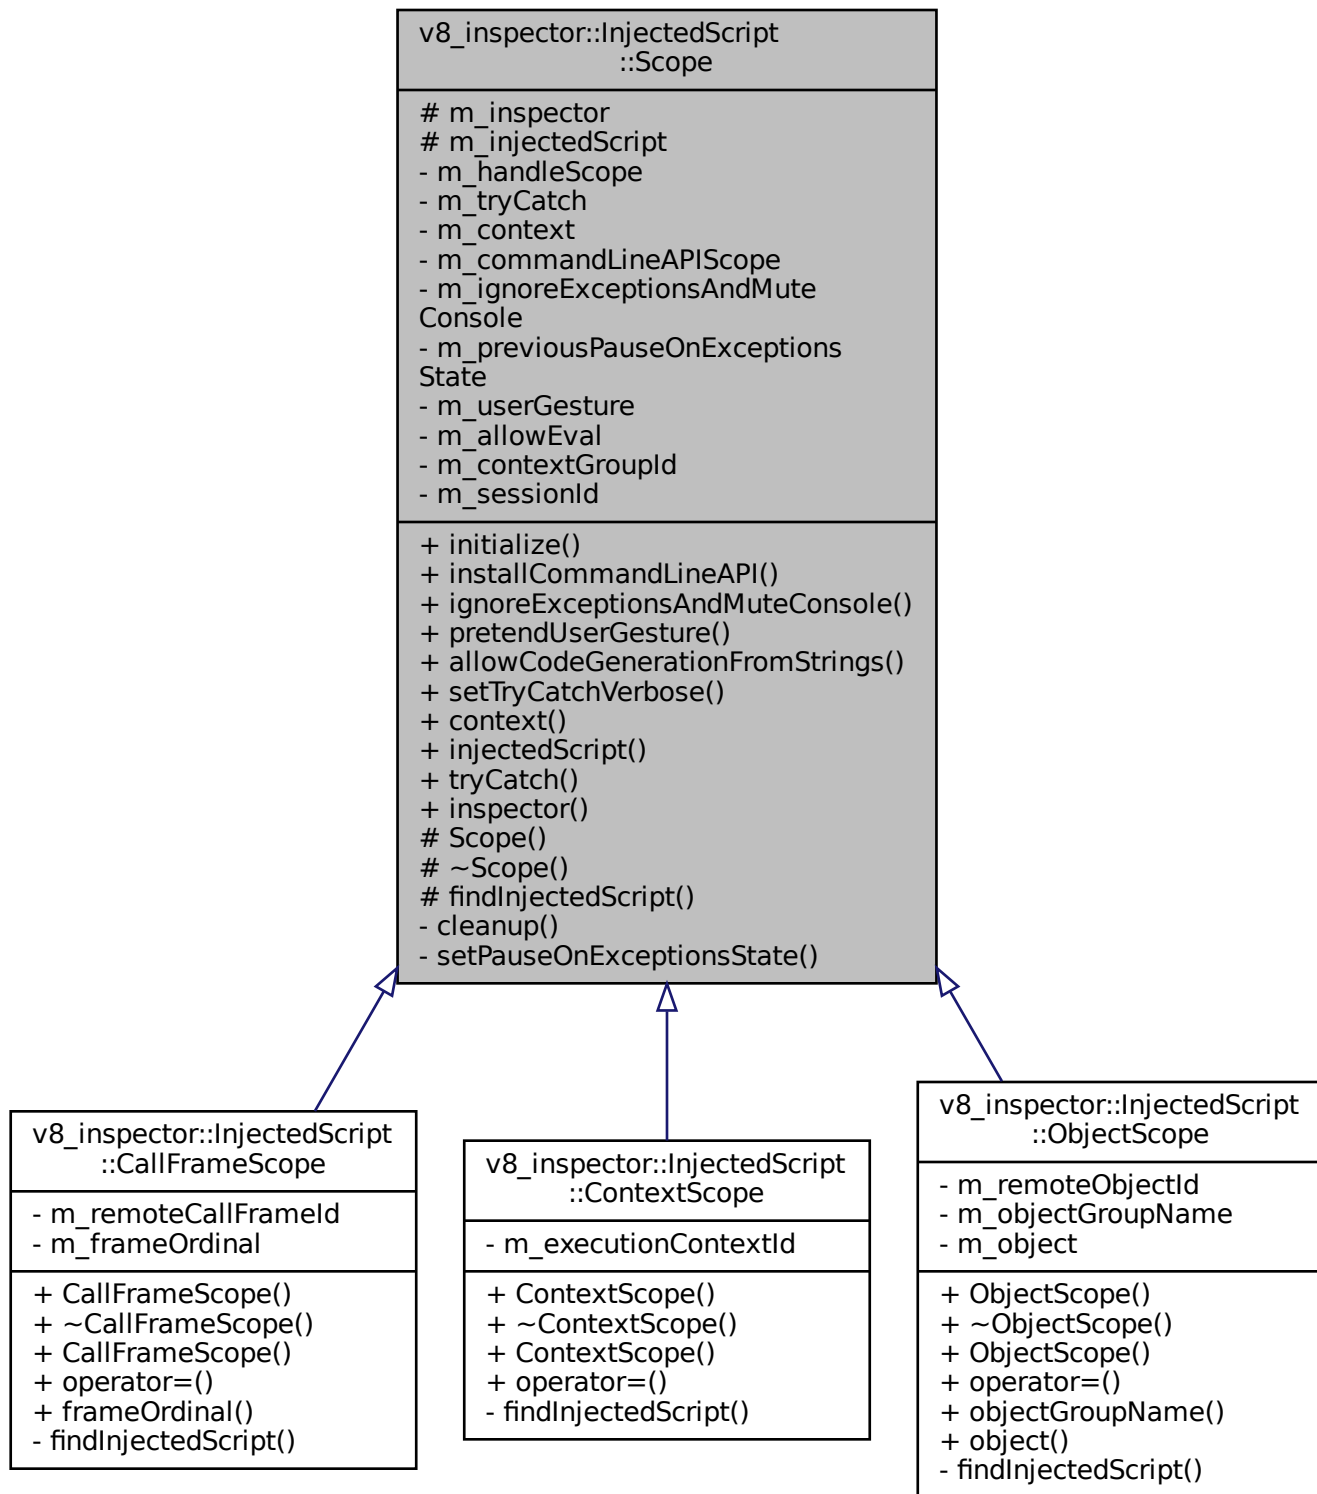 v8_inspector::InjectedScript
::Scope
# m_inspector
# m_injectedScript
- m_handleScope
- m_tryCatch
- m_context
- m_commandLineAPIScope
- m_ignoreExceptionsAndMute
Console
- m_previousPauseOnExceptions
State
- m_userGesture
- m_allowEval
- m_contextGroupId
- m_sessionId
+ initialize()
+ installCommandLineAPI()
+ ignoreExceptionsAndMuteConsole()
+ pretendUserGesture()
+ allowCodeGenerationFromStrings()
+ setTryCatchVerbose()
+ context()
+ injectedScript()
+ tryCatch()
+ inspector()
# Scope()
# ~Scope()
# findInjectedScript()
- cleanup()
- setPauseOnExceptionsState()
v8_inspector::InjectedScript
::CallFrameScope
- m_remoteCallFrameId
- m_frameOrdinal
+ CallFrameScope()
+ ~CallFrameScope()
+ CallFrameScope()
+ operator=()
+ frameOrdinal()
- findInjectedScript()
v8_inspector::InjectedScript
::ContextScope
- m_executionContextId
+ ContextScope()
+ ~ContextScope()
+ ContextScope()
+ operator=()
- findInjectedScript()
v8_inspector::InjectedScript
::ObjectScope
- m_remoteObjectId
- m_objectGroupName
- m_object
+ ObjectScope()
+ ~ObjectScope()
+ ObjectScope()
+ operator=()
+ objectGroupName()
+ object()
- findInjectedScript()